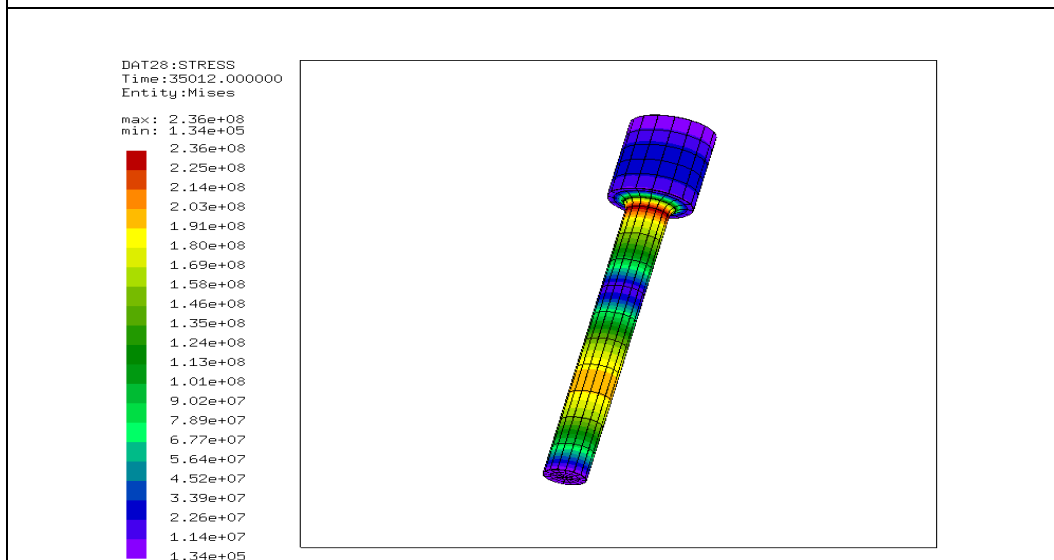 DAT28:STRESS
Time:35012.000000
Entity:Mises
max: 2.36e+08
min: 1.34e+05
2.36e+08
2.25e+08
2.14e+08
2.03e+08
1.91e+08
1.80e+08
1.69e+08
1.58e+08
1.46e+08
1.35e+08
1.24e+08
1.13e+08
1.01e+08
9.02e+07
7.89e+07
6.77e+07
5.64e+07
4.52e+07
3.39e+07
2.26e+07
1.14e+07
1.34e+05